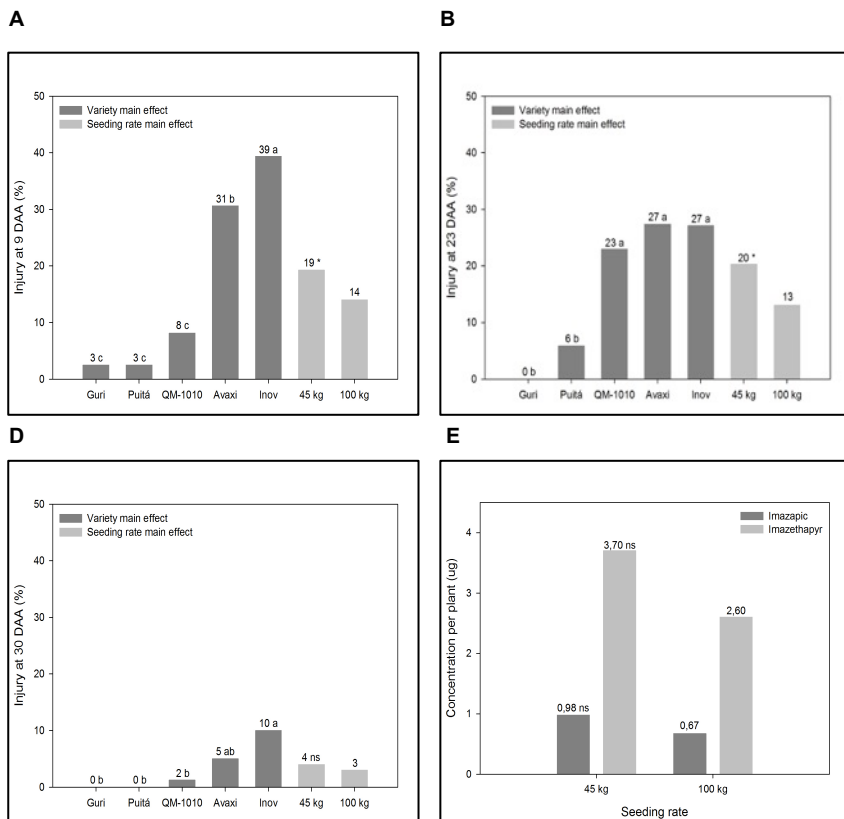 A
Injury at 9 DAA (%)
50
40
30
20
10
0
Variety main effect
Seeding rate main effect
3 c
3 c
8 c
31 b
39 a
19 *
14
Guri
Puitá
QM-1010
Avaxi
Inov
45 kg
100 kg
B
Injury at 23 DAA (%)
50
40
30
20
10
0
Variety main effect
Seeding rate main effect
0 b
6 b
23 a
27 a
27 a
20 *
13
Guri
Puitá
QM-1010
Avaxi
Inov
45 kg
100 kg
D
Injury at 30 DAA (%)
50
40
30
20
10
0
Variety main effect
Seeding rate main effect
0 b
0 b
2 b
5 ab
10 a
4 ns
3
Guri
Puitá
QM-1010
Avaxi
Inov
45 kg
100 kg
E
Concentration per plant (ug)
4
3
2
1
0
Imazapic
Imazethapyr
0,98 ns
3,70 ns
0,67
2,60
45 kg
100 kg
Seeding rate